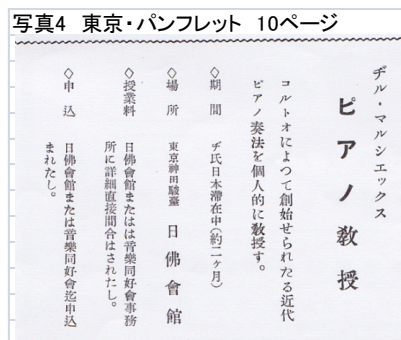 写真4　東京・パンフレット　10ページ
ヂル・マルシエックス
ピアノ教授
コルトオによつて創始せられたる近代
ピアノ奏法を個人的に教授す。
◇期間　ヂ氏日本滞在中(約二ヶ月)
◇場所　東京神田駿臺　日佛會館
◇授業料　日佛會館または音樂同好會事務
所に詳細直接問合はされたし。
◇申込　日佛會館または音樂同好會迄申込
まれたし。